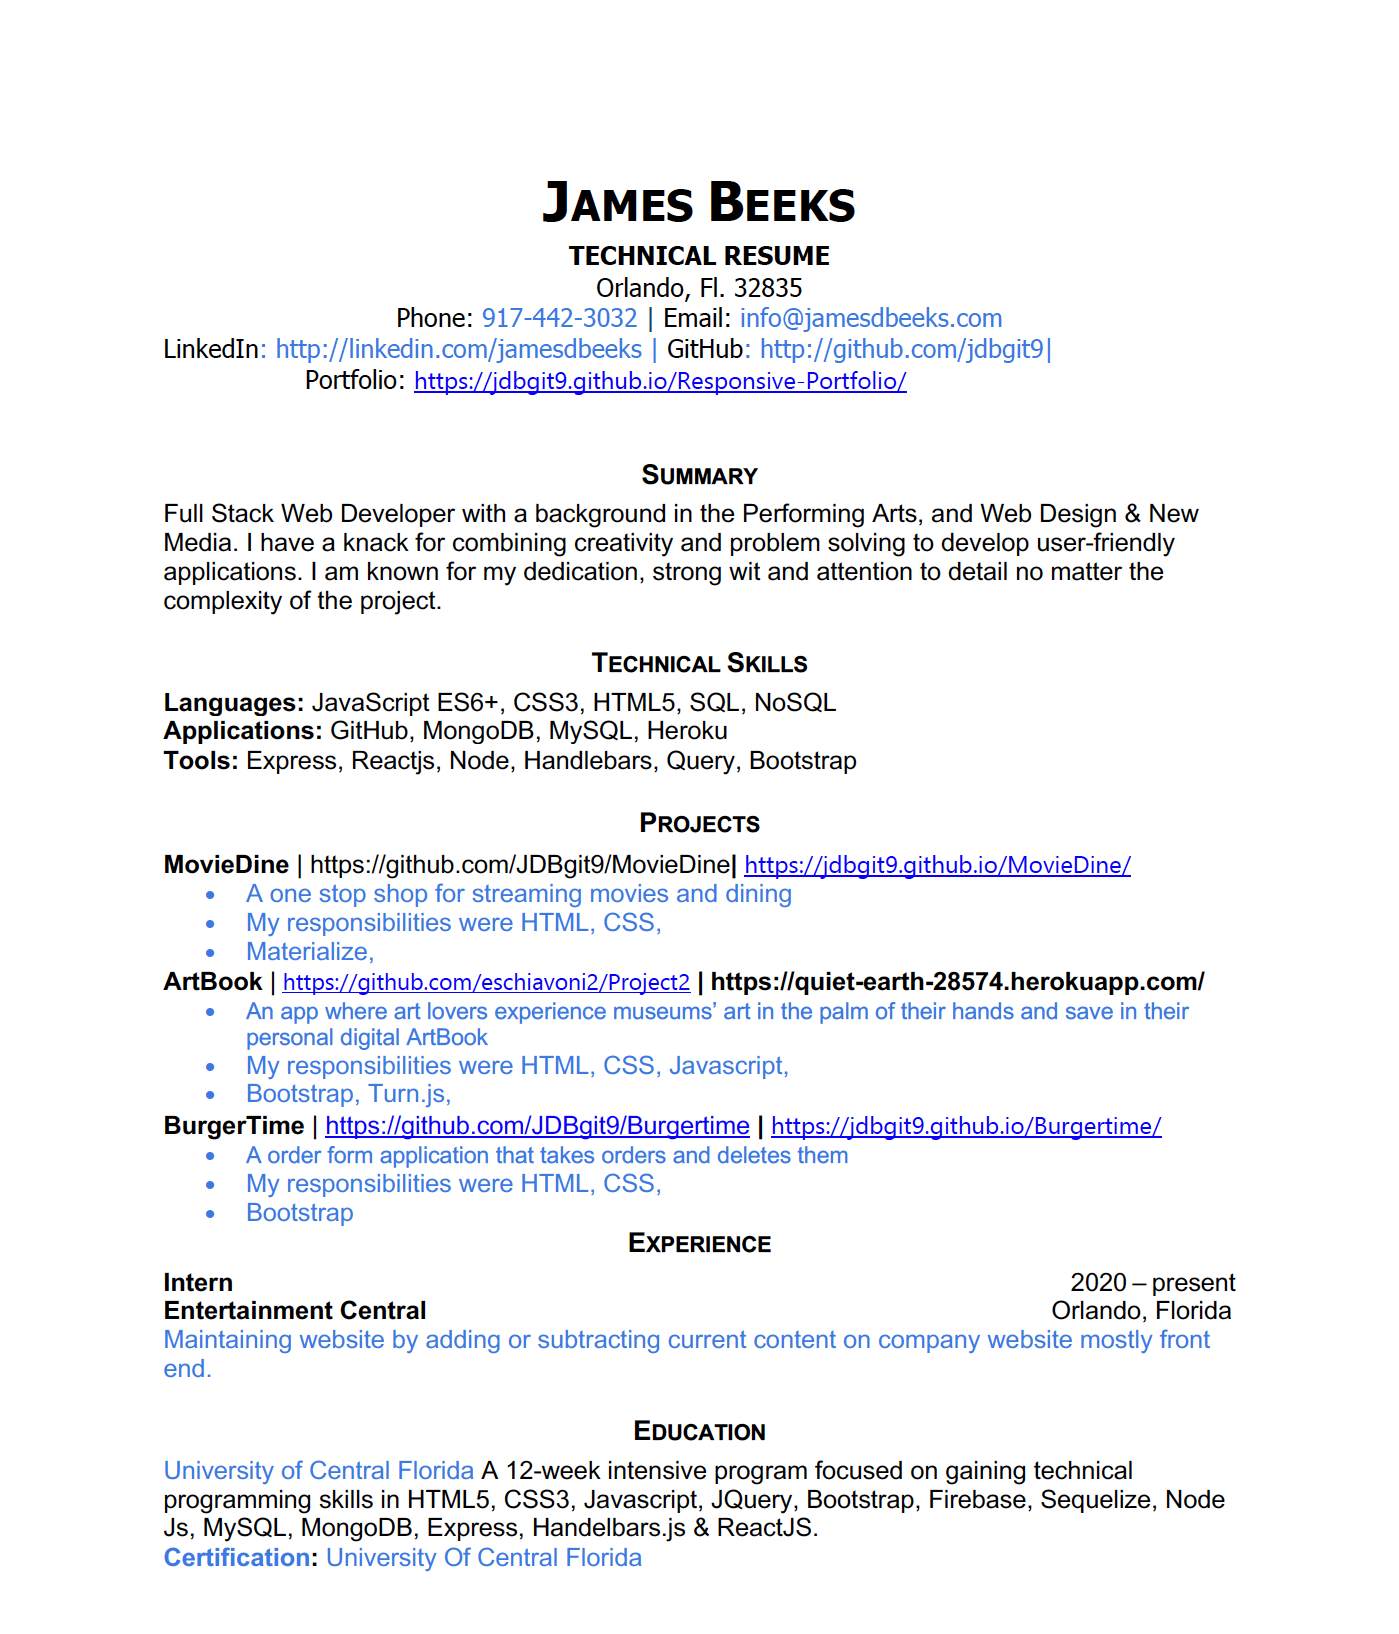 JAMES BEEKS
TECHNICAL RESUME
Orlando, Fl. 32835
Phone: 917-442-3032 | Email: info@jamesdbeeks.com
LinkedIn: http://linkedin.com/jamesdbeeks | GitHub: http://github.com/jdbgit9|
Portfolio: https://jdbgit9.github.io/Responsive-Portfolio/
SUMMARY
Full Stack Web Developer with a background in the Performing Arts, and Web Design & New
Media. I have a knack for combining creativity and problem solving to develop user-friendly
applications. I am known for my dedication, strong wit and attention to detail no matter the
complexity of the project.
TECHNICAL SKILLS
Languages: JavaScript ES6+, CSS3, HTML5, SQL, NoSQL
Applications: GitHub, MongoDB, MySQL, Heroku
Tools: Express, Reactjs, Node, Handlebars, Query, Bootstrap
PROJECTS
MovieDine | https://github.com/JDBgit9/MovieDine| https://jdbgit9.github.io/MovieDine/
• A one stop shop for streaming movies and dining
• My responsibilities were HTML, CSS,
• Materialize,
ArtBook | https://github.com/eschiavoni2/Project2 | https://quiet-earth-28574.herokuapp.com/
• An app where art lovers experience museums’ art in the palm of their hands and save in their
personal digital ArtBook
• My responsibilities were HTML, CSS, Javascript,
• Bootstrap, Turn.js,
BurgerTime | https://github.com/JDBgit9/Burgertime | https://jdbgit9.github.io/Burgertime/
• A order form application that takes orders and deletes them
• My responsibilities were HTML, CSS,
• Bootstrap
EXPERIENCE
Intern 2020 – present
Entertainment Central Orlando, Florida
Maintaining website by adding or subtracting current content on company website mostly front
end.
EDUCATION
University of Central Florida A 12-week intensive program focused on gaining technical
programming skills in HTML5, CSS3, Javascript, JQuery, Bootstrap, Firebase, Sequelize, Node
Js, MySQL, MongoDB, Express, Handelbars.js & ReactJS.
Certification: University Of Central Florida